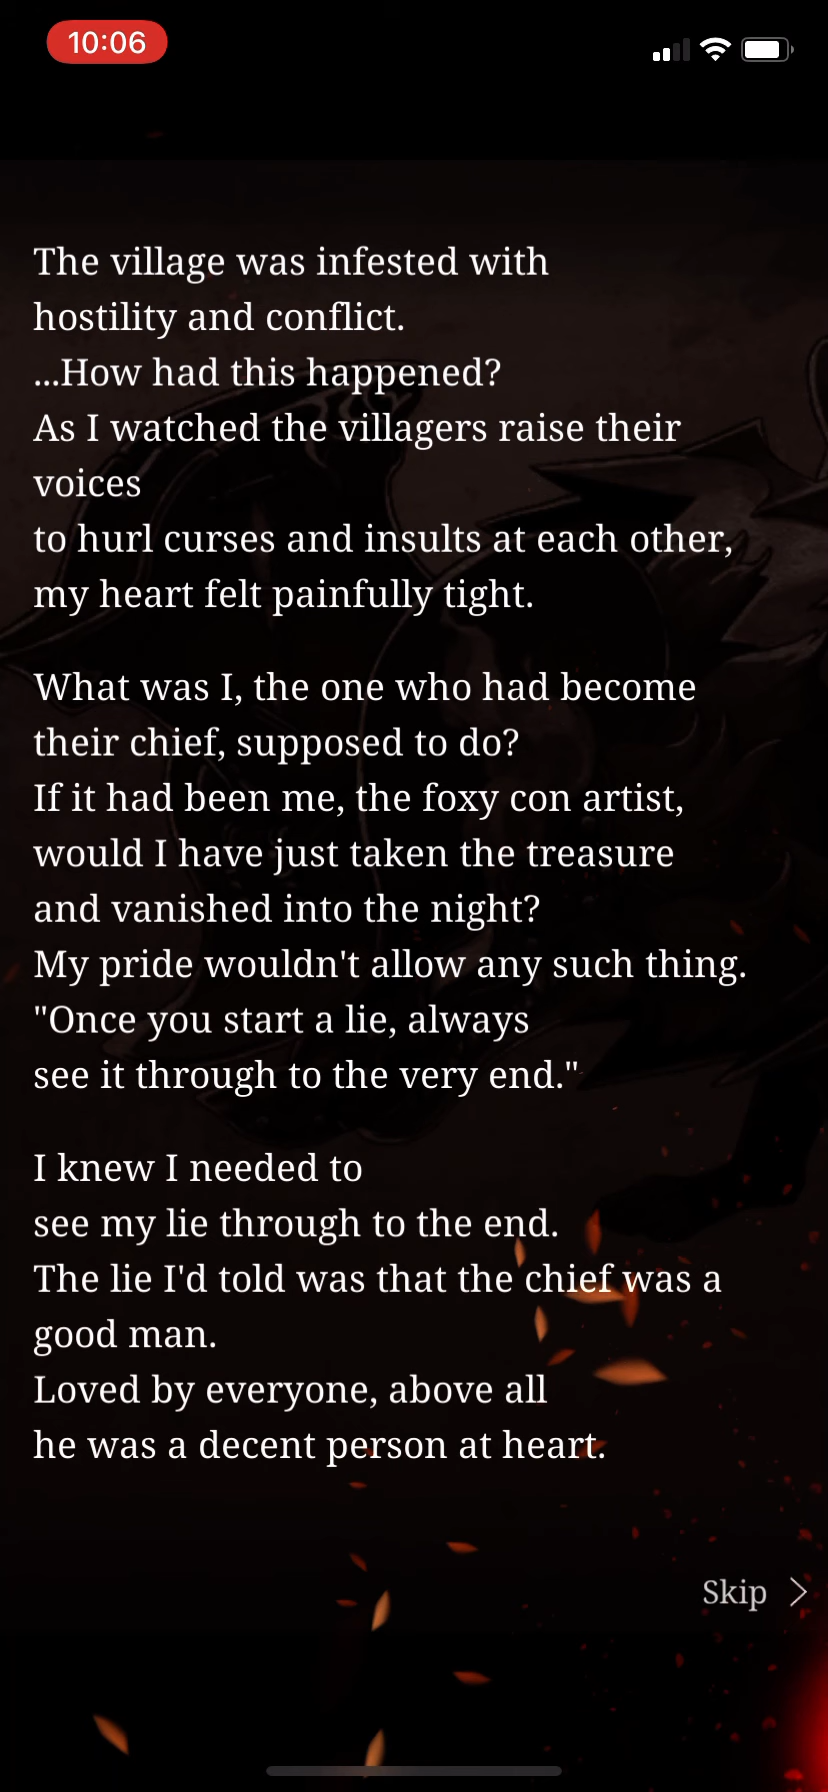 10:06
The village was infested with
hostility and conflict.
...How had this happened?
As I watched the villagers raise their
voices
to hurl curses and insults at each other,
my heart felt painfully tight.
What was I, the one who had become
their chief, supposed to do?
If it had been me, the foxy con artist,
would I have just taken the treasure
and vanished into the night?
My pride wouldn't allow any such thing.
"Once you start a lie, always
see it through to the very end."
I knew I needed to
see my lie through to the end.
The lie I'd told was that the chief was a
good man.
Loved by everyone, above all
he was a decent person at heart.
Skip